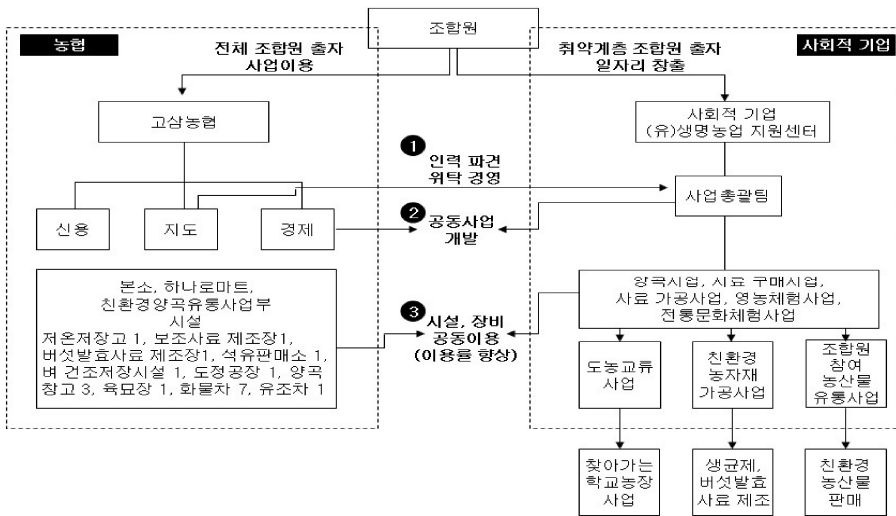 조합원
농협
전체 조합원 출자
사업이용
취약계층 조합원 출자
일자리 창출
사회적 기업
고삼농협
사회적 기업
(유)생명농업 지원센터
❶
인력 파견
위탁 경영
사업총괄팀
신용
지도
경제
❷
공동사업
개발
본소, 하나로마트,
친환경양곡유통사업부
시설
저온저장고 1, 보조사료 제조장1,
버섯발효사료 제조장1, 석유판매소 1,
벼 건조저장시설 1, 도정공장 1, 양곡
창고 3, 육묘장 1, 화물차 7, 유조차 1
❸
시설, 장비
공동이용
(이용률 향상)
양곡사업, 사료 구매사업,
사료 가공사업, 영농체험사업,
전통문화체험사업
도농교류
사업
친환경
농자재
가공사업
조합원
참여
농산물
유통사업
찾아가는
학교농장
사업
생균제,
버섯발효
사료 제조
친환경
농산물
판매